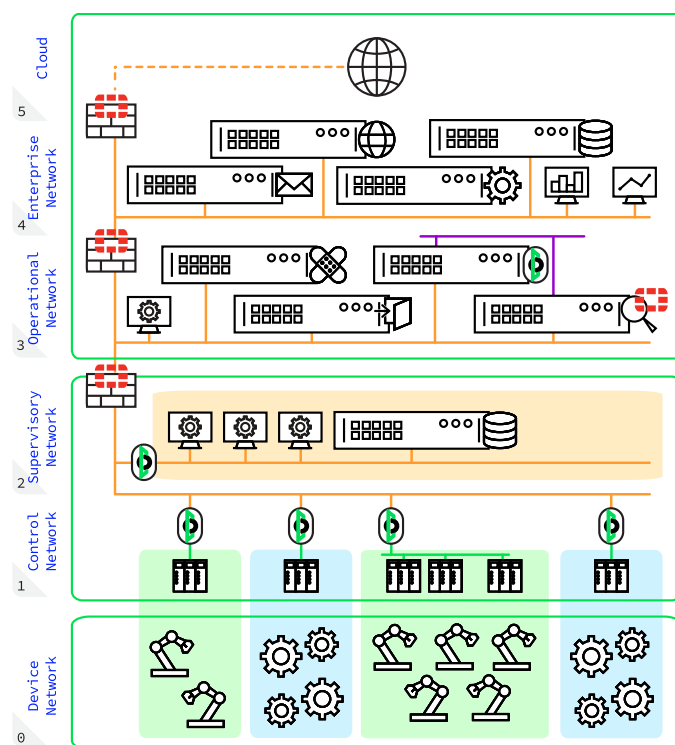 Cloud
5
Enterprise
Network
4
Operational
Network
3
Supervisory
Network
2
Control
Network
1
Device
Network
0